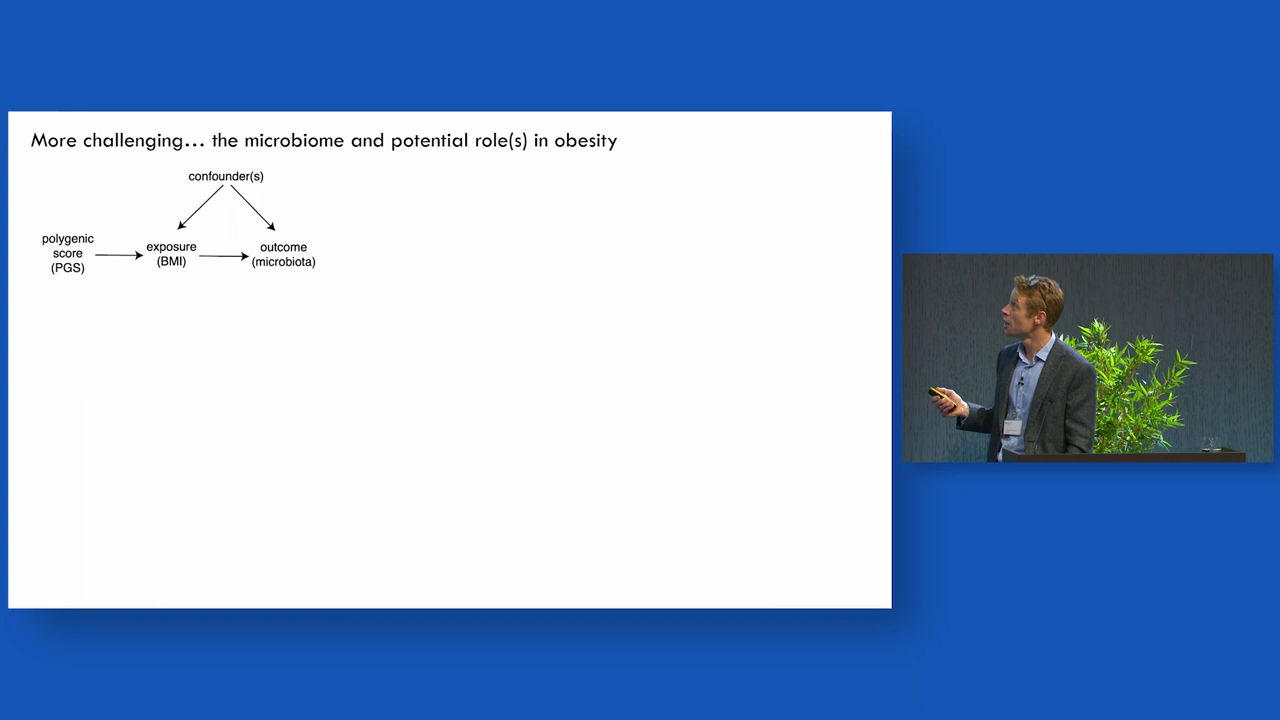 More challenging… the microbiome and potential role(s) in obesity
confounder(s)
polygenic
score
(PGS)
exposure
(BMI)
outcome
(microbiota)